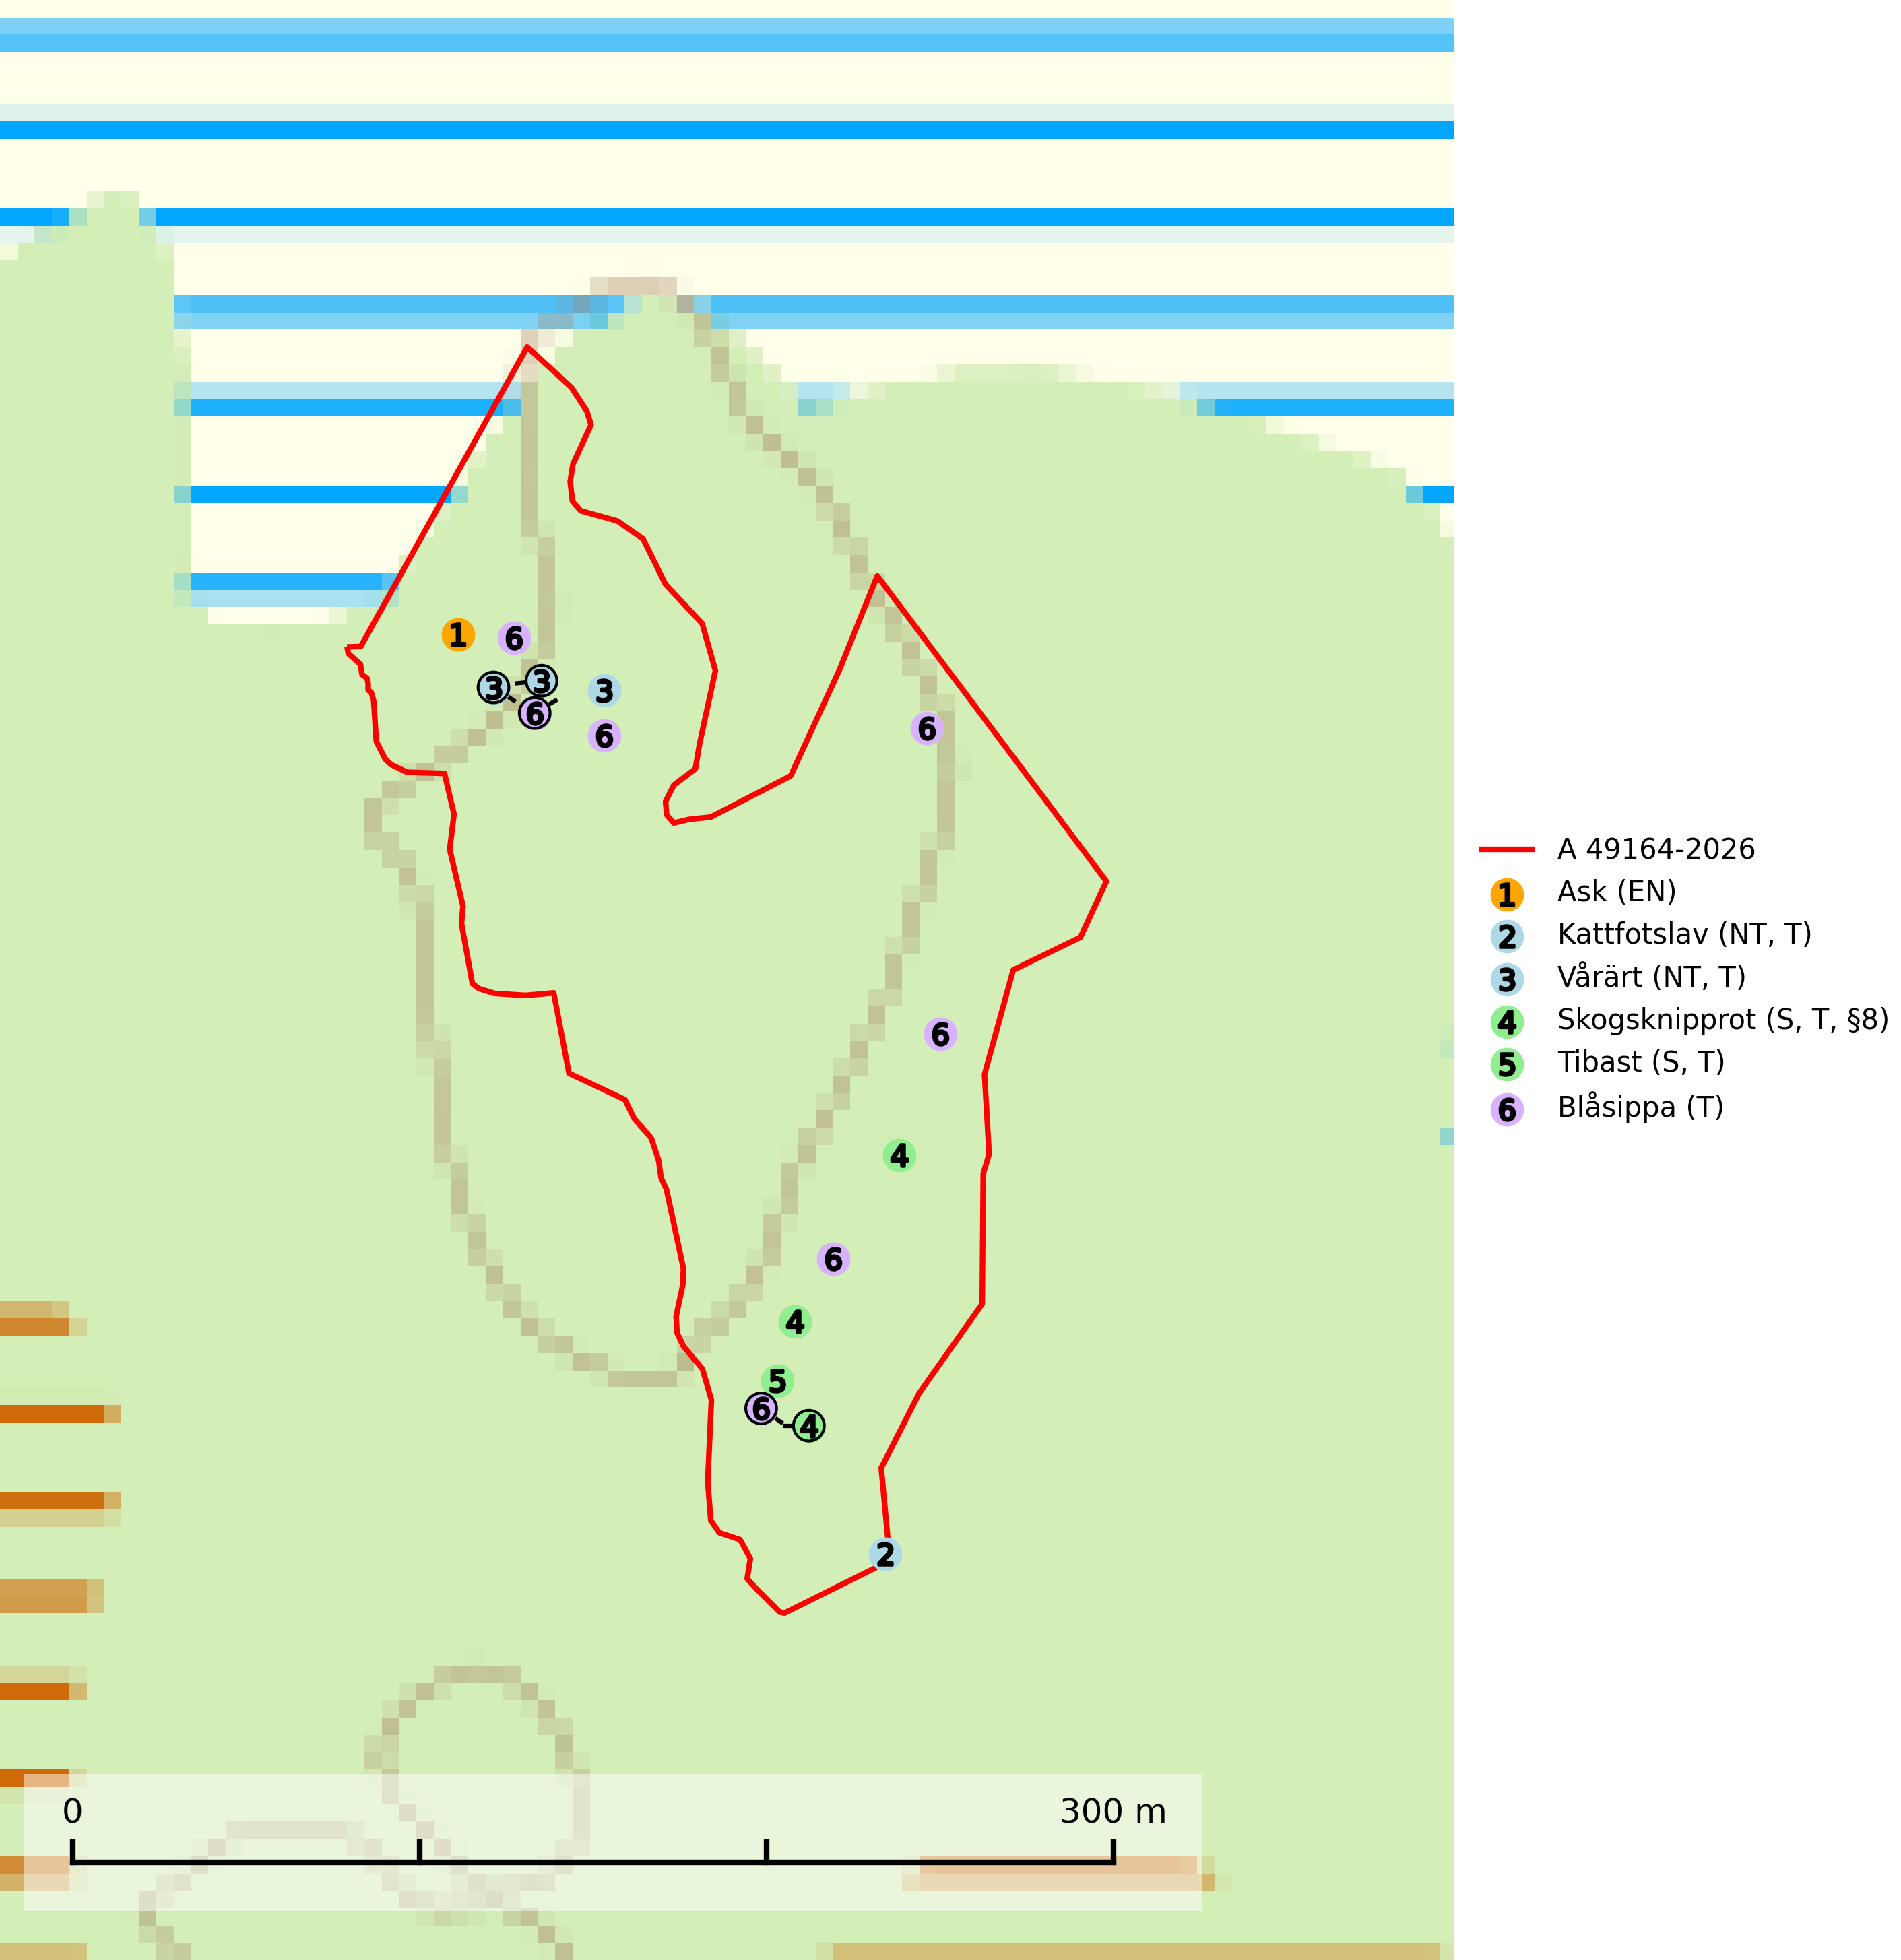 1
6
3
3
3
6
6
6
6
4
6
4
5
6
4
2
A 49164-2026
1 Ask (EN)
2 Kattfotslav (NT, T)
3 Vårärt (NT, T)
4 Skogsknipprot (S, T, §8)
5 Tibast (S, T)
6 Blåsippa (T)
0 300 m